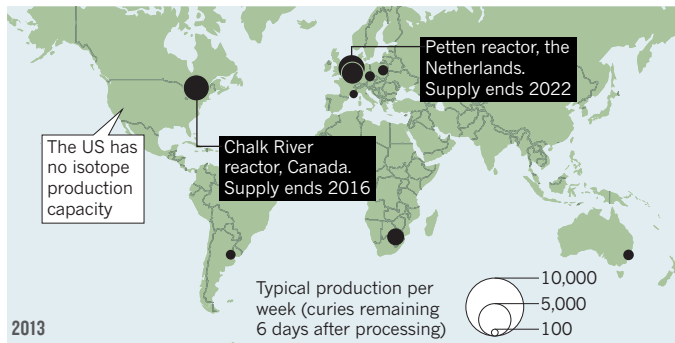 Petten reactor, the
Netherlands.
Supply ends 2022
The US has
no isotope
production
capacity
Chalk River
reactor, Canada.
Supply ends 2016
Typical production per
week (curies remaining
6 days after processing)
10,000
5,000
100
2013